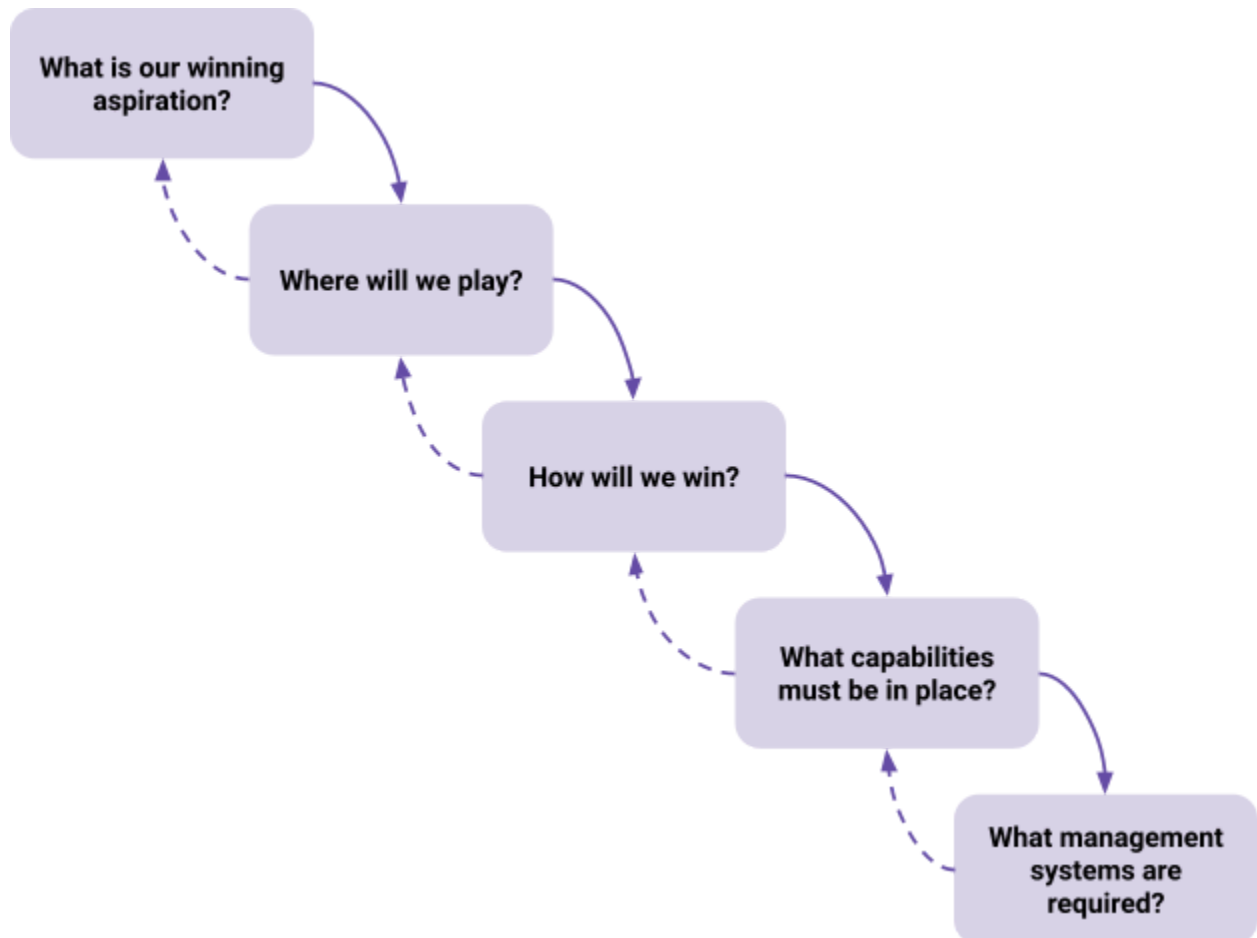 What is our winning
aspiration?
Where will we play?
How will we win?
What capabilities
must be in place?
What management
systems are
required?